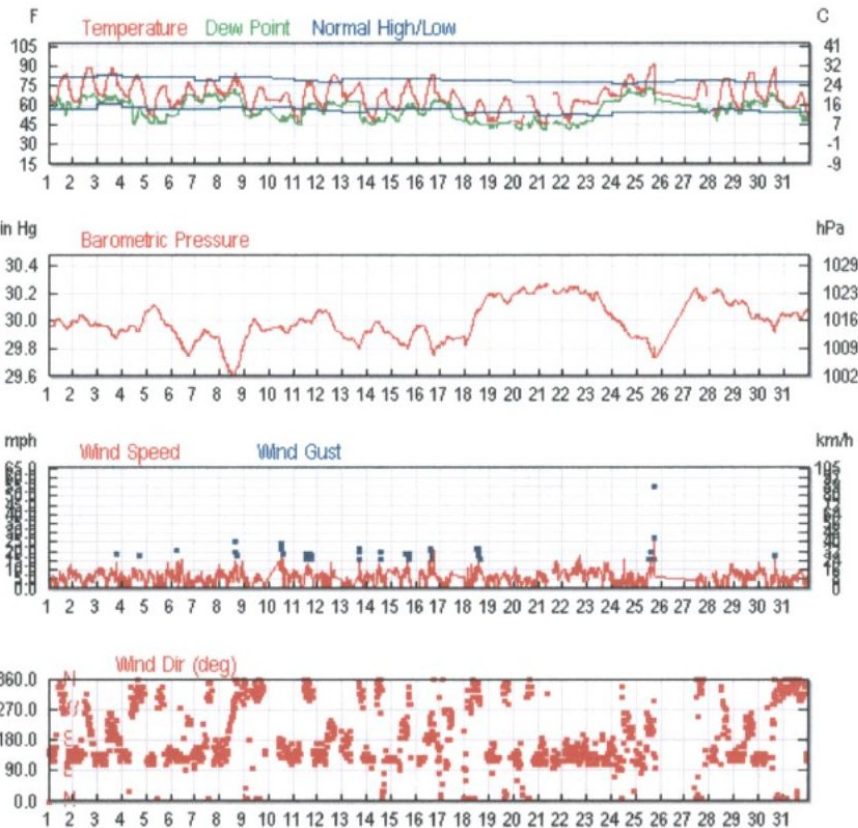 F C
Temperature Dew Point Normal High/Low
105 41
90 32
75 24
60 16
45 7
30 -1
15 -9
1 2 3 4 5 6 7 8 9 10 11 12 13 14 15 16 17 18 19 20 21 22 23 24 25 26 27 28 29 30 31
in Hg hPa
Barometric Pressure
30.4 1029
30.2 1023
30.0 1016
29.8 1009
29.6 1002
1 2 3 4 5 6 7 8 9 10 11 12 13 14 15 16 17 18 19 20 21 22 23 24 25 26 27 28 29 30 31
mph km/h
Wind Speed Wind Gust
65.0 105
0.0 0
1 2 3 4 5 6 7 8 9 10 11 12 13 14 15 16 17 18 19 20 21 22 23 24 25 26 27 28 29 30 31
Wind Dir (deg)
360.0 N
270.0
180.0 S
90.0 E
0.0 N
1 2 3 4 5 6 7 8 9 10 11 12 13 14 15 16 17 18 19 20 21 22 23 24 25 26 27 28 29 30 31